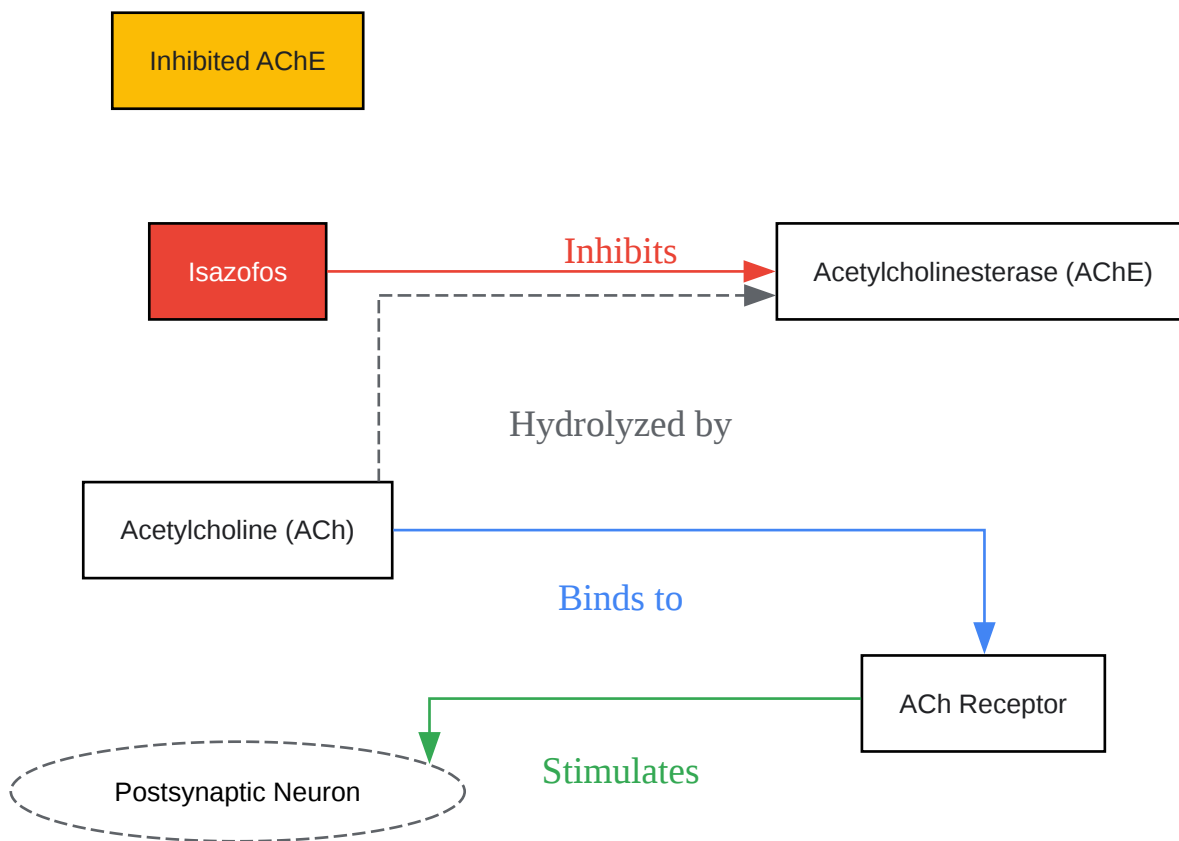 Inhibited AChE
Isazofos
Inhibits
Acetylcholinesterase (AChE)
Hydrolyzed by
Acetylcholine (ACh)
Binds to
ACh Receptor
Stimulates
Postsynaptic Neuron